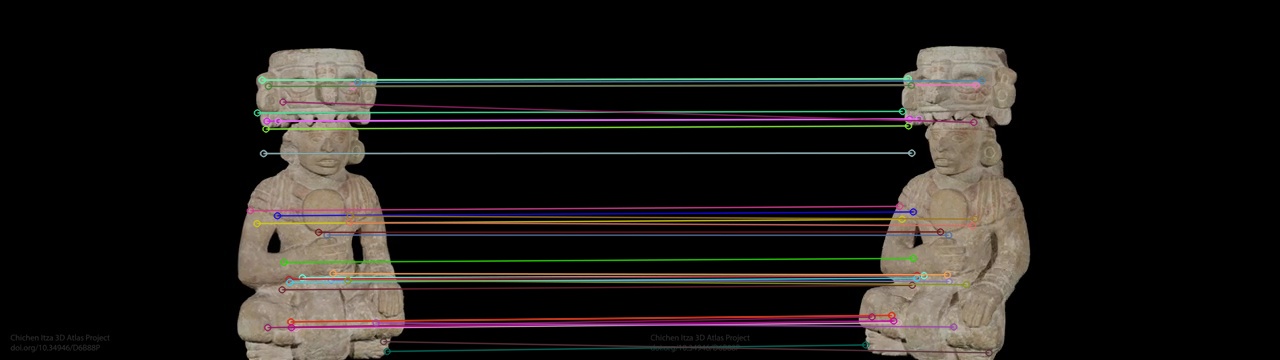 Chichen Itza 3D Atlas Project
doi.org/10.34946/D6888P
Chichen Itza 3D Atlas Project